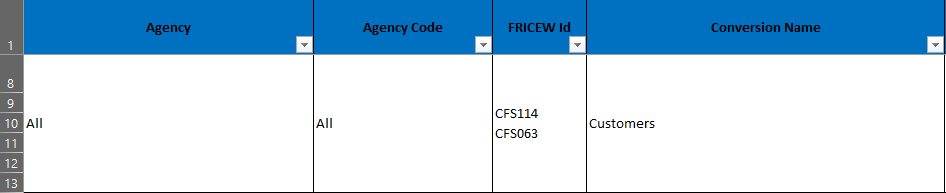 1 Agency Agency Code FRICEW Id Conversion Name
8
9
10 All All CFS114 Customers
11 CFS063
12
13